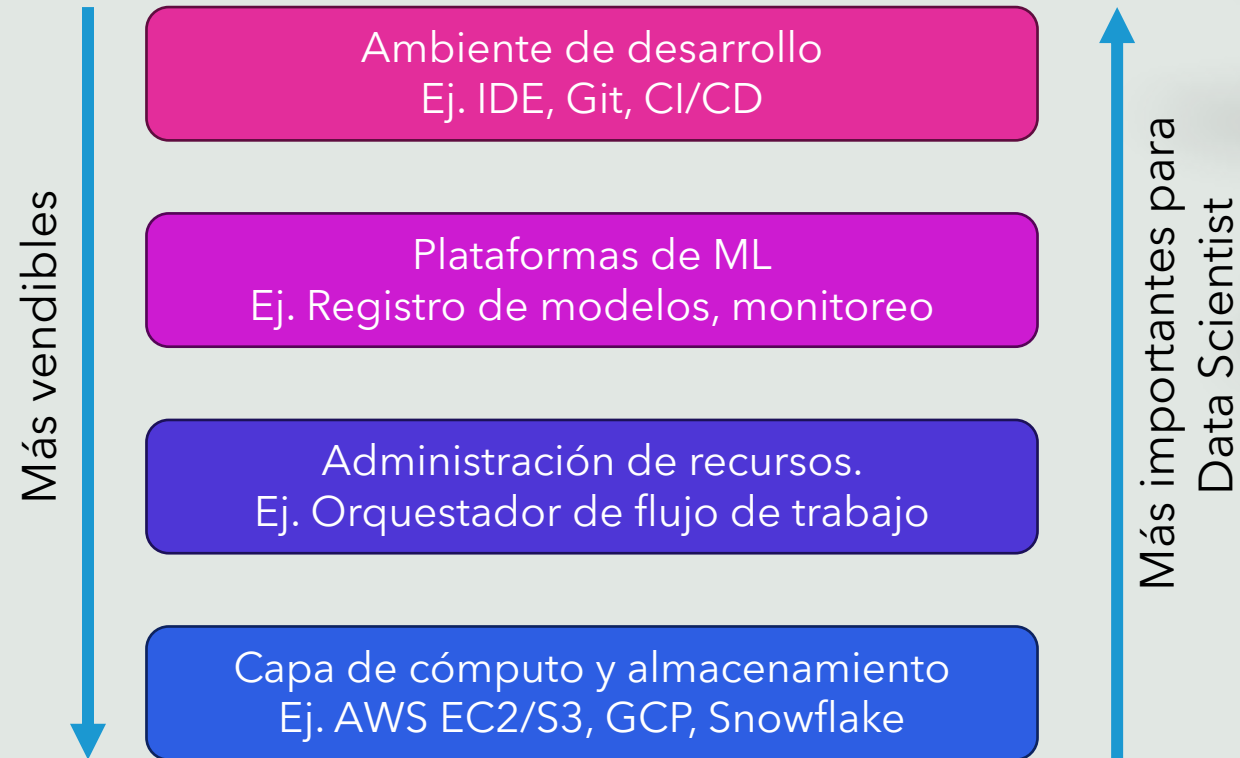 Más vendibles
Ambiente de desarrollo
Ej. IDE, Git, CI/CD
Plataformas de ML
Ej. Registro de modelos, monitoreo
Administración de recursos.
Ej. Orquestador de flujo de trabajo
Capa de cómputo y almacenamiento
Ej. AWS EC2/S3, GCP, Snowflake
Más importantes para
Data Scientist